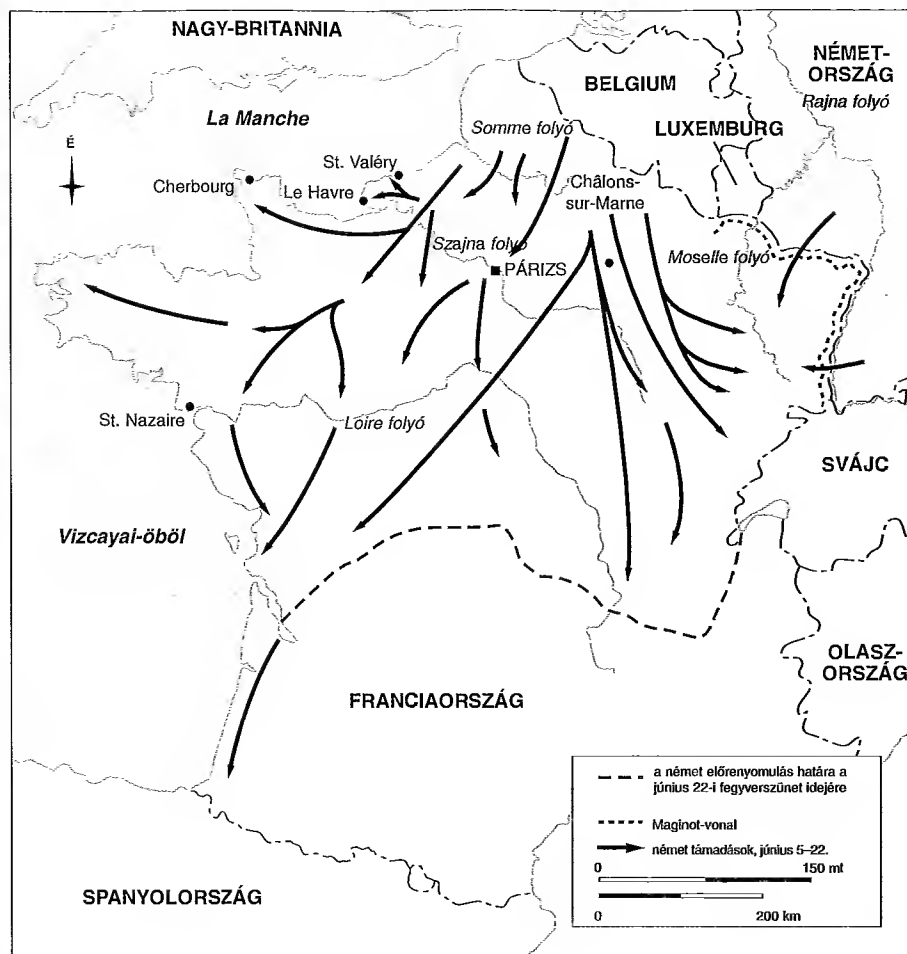 NAGY-BRITANNIA
NÉMET-
ORSZÁG
BELGIUM
Rajna folyó
La Manche
Somme folyó
LUXEMBURG
É
St. Valéry
Cherbourg
Le Havre
Châlons-
sur-Marne
Szajna folyó
Moselle folyó
PÁRIZS
St. Nazaire
Loire folyó
SVÁJC
Vizcayai-öböl
OLASZ-
ORSZÁG
FRANCIAORSZÁG
a német előrenyomulás határa a
június 22-i fegyverszünet idejére
Maginot-vonal
német támadások, június 5–22.
0 150 mt
0 200 km
SPANYOLORSZÁG